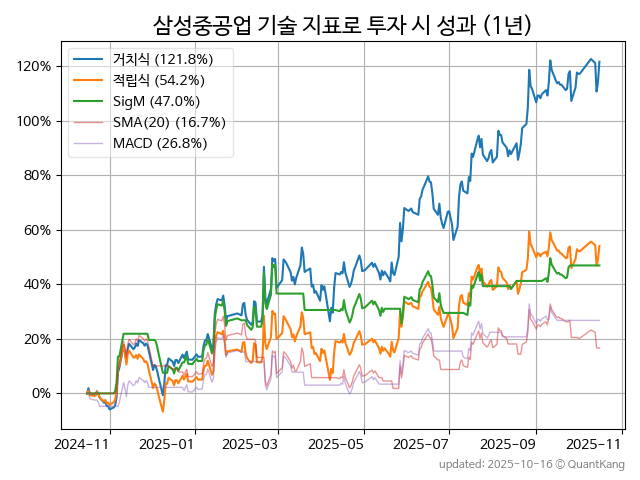 삼성중공업 기술 지표로 투자 시 성과 (1년)
거치식 (121.8%)
적립식 (54.2%)
SigM (47.0%)
SMA(20) (16.7%)
MACD (26.8%)
120%
100%
80%
60%
40%
20%
0%
2024-11
2025-01
2025-03
2025-05
2025-07
2025-09
2025-11
updated: 2025-10-16 © QuantKang